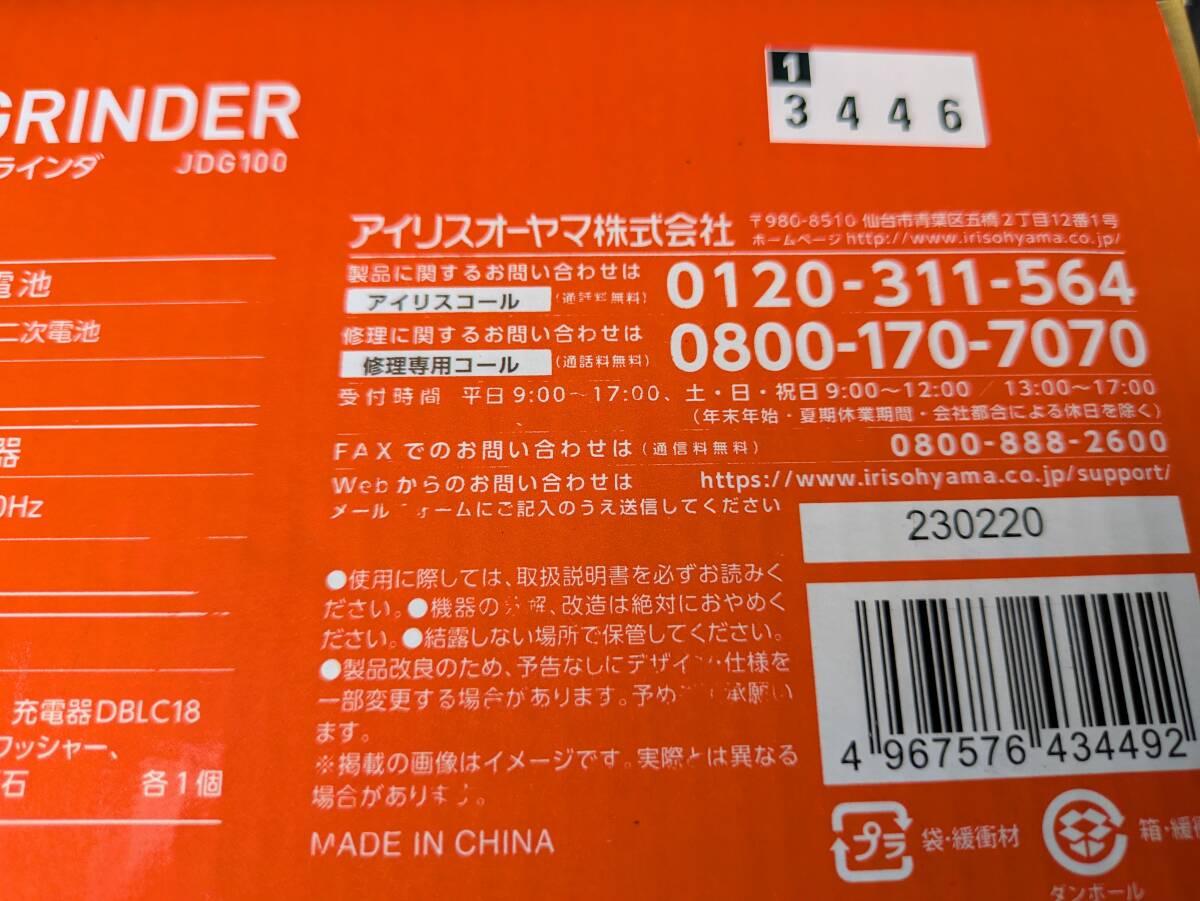 GRINDER
ラインダ JDG100
電池
二次電池
器
0Hz
充電器DBLC18
ワッシャー、
石 各1個
1
3446
アイリスオーヤマ株式会社 〒980-8510 仙台市青葉区五橋2丁目12番1号
ホームページ http://www.irisohyama.co.jp/
製品に関するお問い合わせは
アイリスコール (通話料無料) 0120-311-564
修理に関するお問い合わせは
修理専用コール (通話料無料) 0800-170-7070
受付時間 平日9:00~17:00、土・日・祝日9:00~12:00/13:00~17:00
(年末年始・夏期休業期間・会社都合による休日を除く)
FAXでのお問い合わせは(通信料無料) 0800-888-2600
Webからのお問い合わせは https://www.irisohyama.co.jp/support/
メールフォームにご記入のうえ送信してください
230220
●使用に際しては、取扱説明書を必ずお読みく
ださい。●機器の分解、改造は絶対におやめく
ださい。●結露しない場所で保管してください。
●製品改良のため、予告なしにデザイン・仕様を
一部変更する場合があります。予めご了承願い
ます。
※掲載の画像はイメージです。実際とは異なる
場合があります。
MADE IN CHINA
4 967576 434492
プラ 袋・緩衝材
ダンボール 箱・緩衝